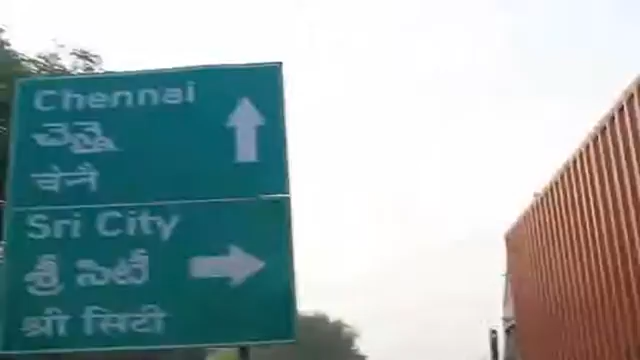 Chennai
చెన్నై
चेन्नै
Sri City
శ్రీ సిటీ
श्री सिटी